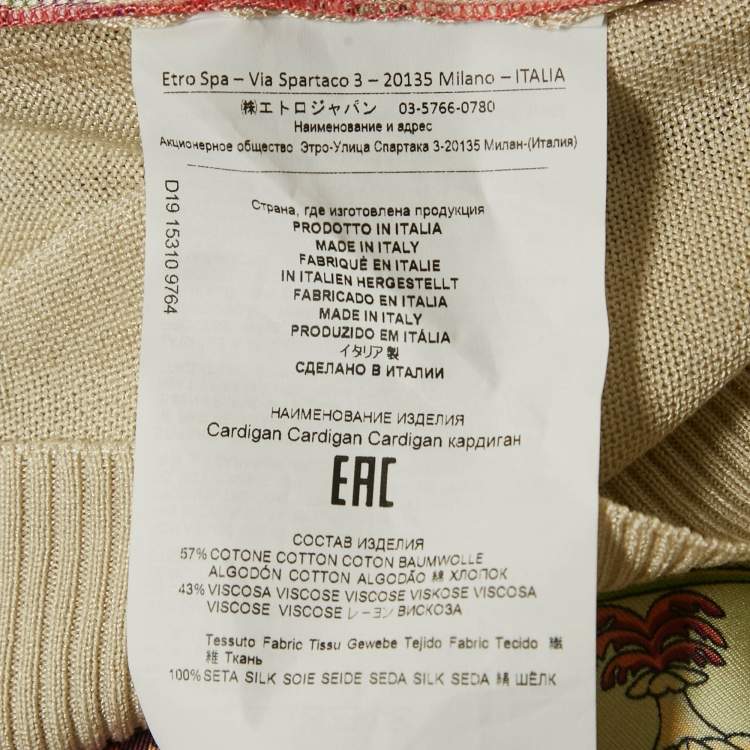 Etro Spa – Via Spartaco 3 – 20135 Milano – ITALIA
㈱エトロジャパン 03-5766-0780
Наименование и адрес
Акционерное общество Этро-Улица Спартака 3-20135 Милан-(Италия)
D19 15310 9764
Страна, где изготовлена продукция
PRODOTTO IN ITALIA
MADE IN ITALY
FABRIQUÉ EN ITALIE
IN ITALIEN HERGESTELLT
FABRICADO EN ITALIA
MADE IN ITALY
PRODUZIDO EM ITÁLIA
イタリア製
СДЕЛАНО В ИТАЛИИ
НАИМЕНОВАНИЕ ИЗДЕЛИЯ
Cardigan Cardigan Cardigan кардиган
EAC
СОСТАВ ИЗДЕЛИЯ
57% COTONE COTTON COTON BAUMWOLLE
ALGODÓN COTTON ALGODÃO 綿 ХЛОПОК
43% VISCOSA VISCOSE VISCOSE VISKOSE VISCOSA
VISCOSE VISCOSE レーヨン ВИСКОЗА
Tessuto Fabric Tissu Gewebe Tejido Fabric Tecido 繊
維 Ткань
100% SETA SILK SOIE SEIDE SEDA SILK SEDA 絹 ШЁЛК